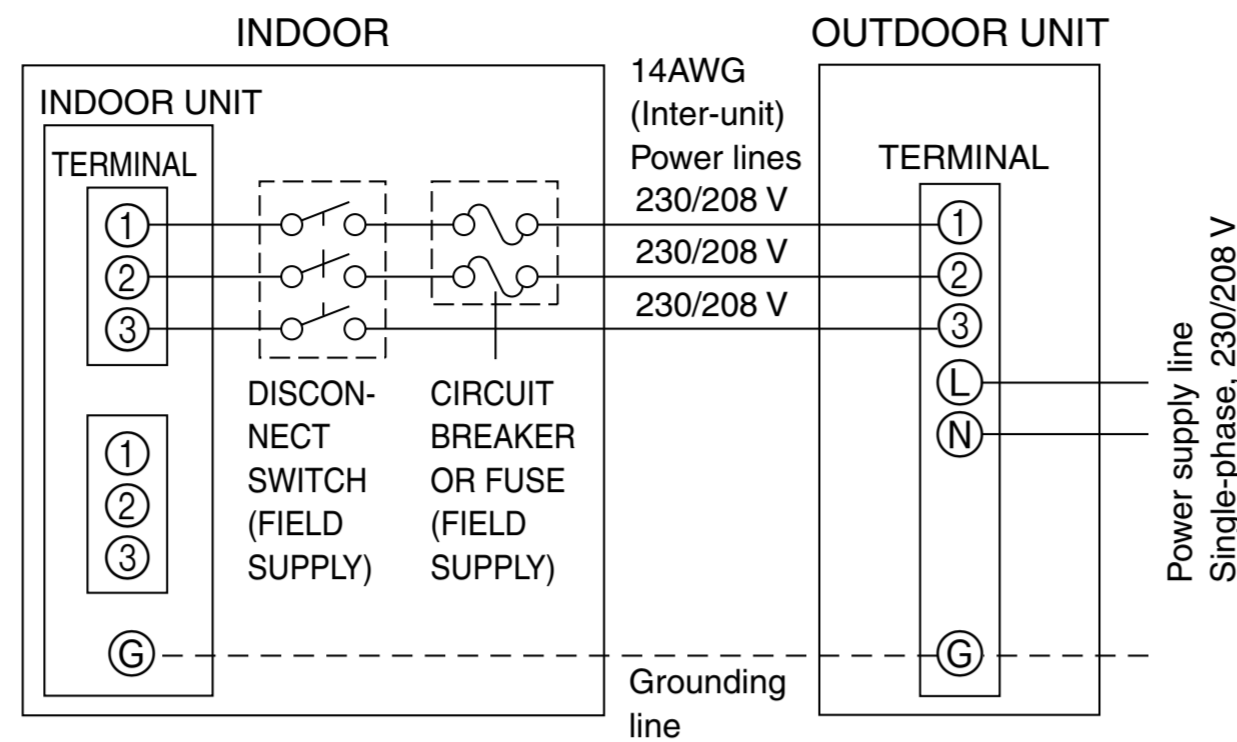 INDOOR
OUTDOOR UNIT
INDOOR UNIT
TERMINAL
1
2
3
1
2
3
G
DISCON-
NECT
SWITCH
(FIELD
SUPPLY)
CIRCUIT
BREAKER
OR FUSE
(FIELD
SUPPLY)
14AWG
(Inter-unit)
Power lines
230/208 V
230/208 V
230/208 V
Grounding
line
TERMINAL
1
2
3
L
N
G
Power supply line
Single-phase, 230/208 V